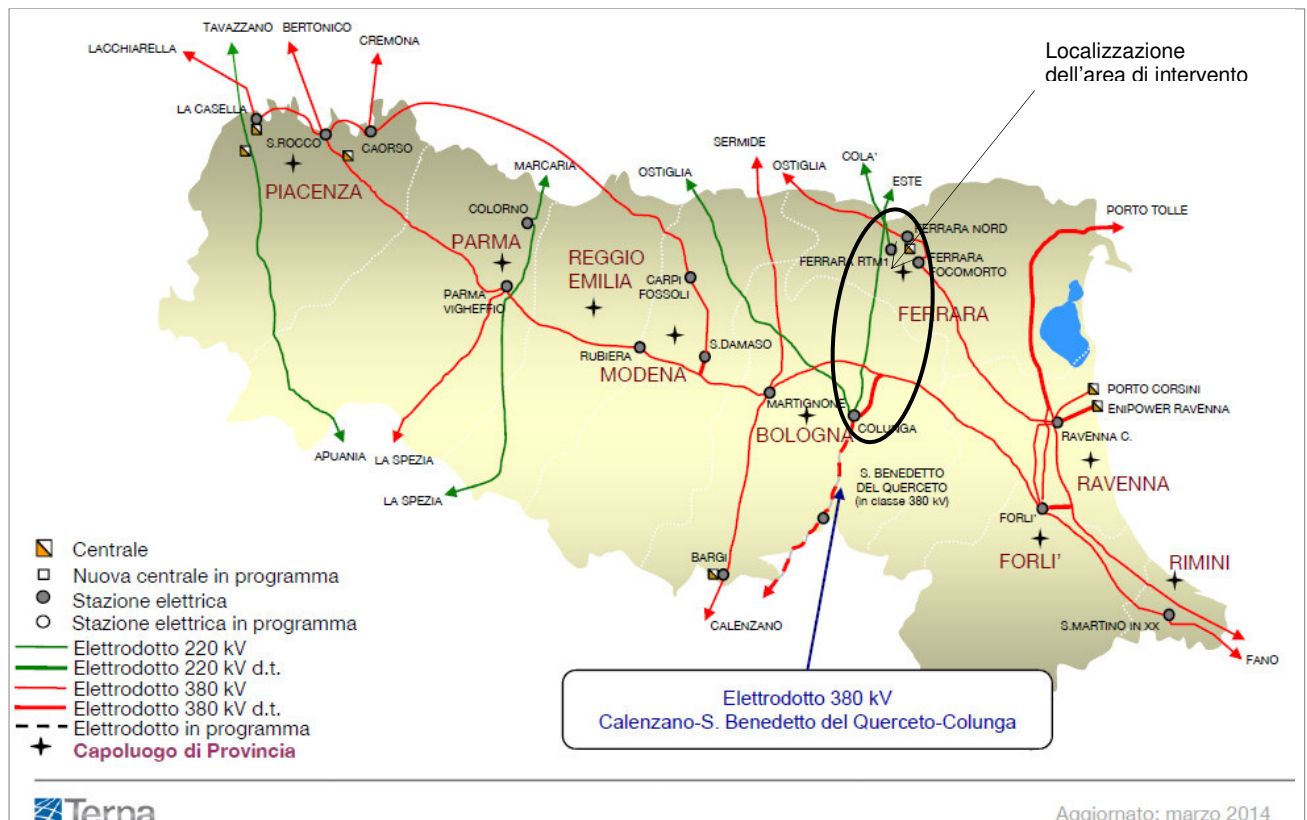 TAVAZZANO
BERTONICO
CREMONA
LACCHIARELLA
Localizzazione
dell'area di intervento
LA CASELLA
S.ROCCO
CAORSO
PIACENZA
MARCARIA
OSTIGLIA
SERMIDE
OSTIGLIA
COLA'
ESTE
PORTO TOLLE
COLORNO
PARMA
PARMA
VIGHEFFIO
REGGIO
EMILIA
CARPI
FOSSOLI
FERRARA NORD
FERRARA RTM1
FERRARA
FOCOMORTO
FERRARA
RUBIERA
S.DAMASO
MODENA
MARTIGNONE
BOLOGNA
COLUNGA
PORTO CORSINI
ENIPOWER RAVENNA
RAVENNA C.
RAVENNA
APUANIA
LA SPEZIA
LA SPEZIA
S. BENEDETTO
DEL QUERCETO
(in classe 380 kV)
FORLI'
FORLI'
RIMINI
BARGI
CALENZANO
S.MARTINO IN XX
FANO
Centrale
Nuova centrale in programma
Stazione elettrica
Stazione elettrica in programma
Elettrodotto 220 kV
Elettrodotto 220 kV d.t.
Elettrodotto 380 kV
Elettrodotto 380 kV d.t.
Elettrodotto in programma
Capoluogo di Provincia
Elettrodotto 380 kV
Calenzano-S. Benedetto del Querceto-Colunga
Terna
Aggiornato: marzo 2014